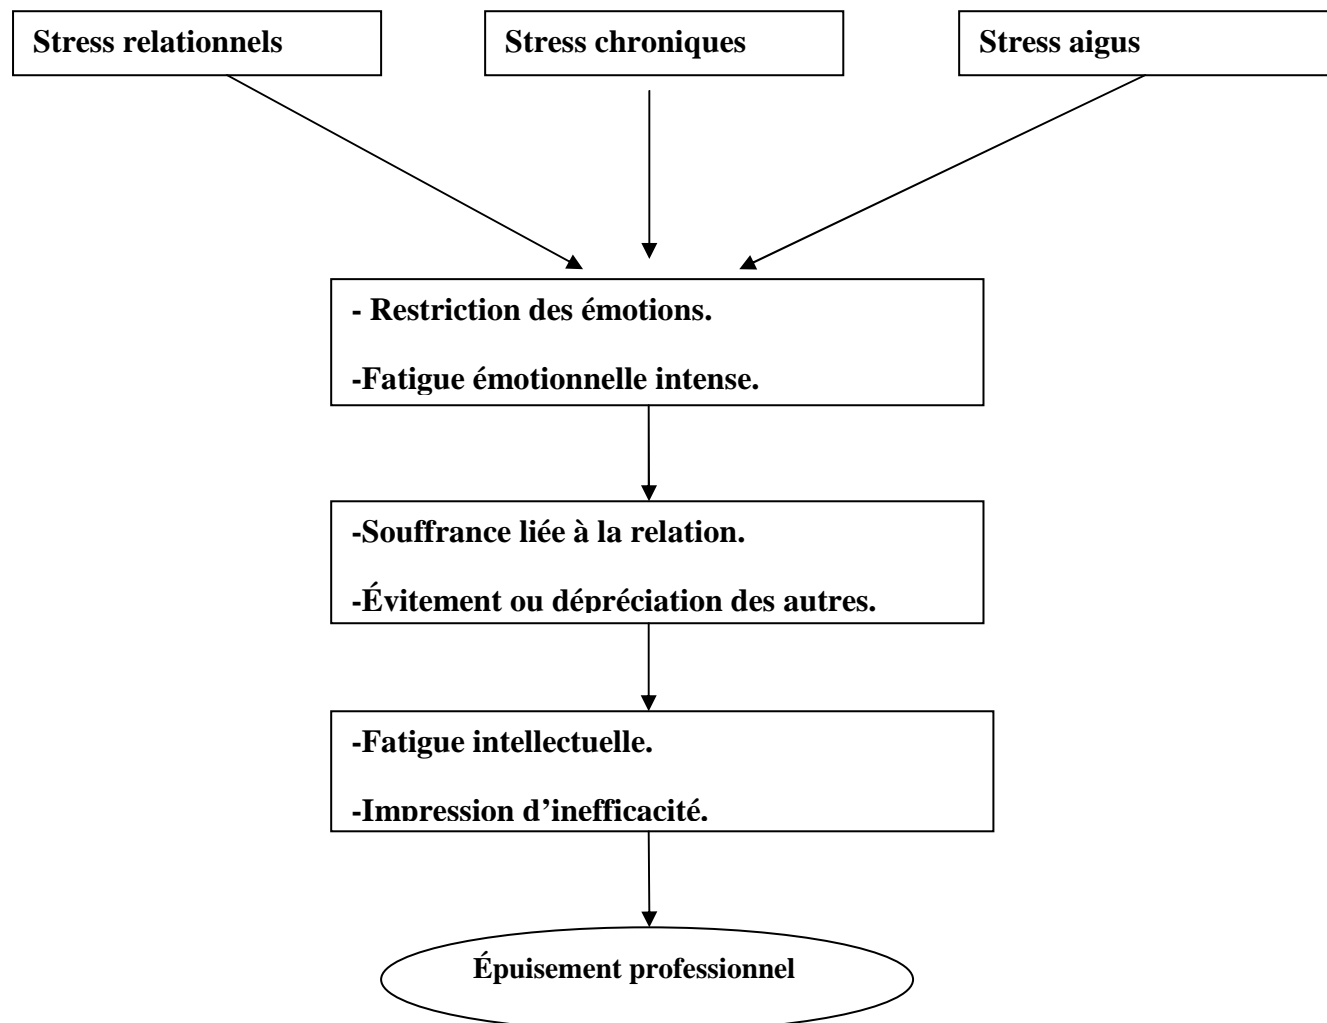 Stress relationnels
Stress chroniques
Stress aigus
- Restriction des émotions.
-Fatigue émotionnelle intense.
-Souffrance liée à la relation.
-Évitement ou dépréciation des autres.
-Fatigue intellectuelle.
-Impression d’inefficacité.
Épuisement professionnel